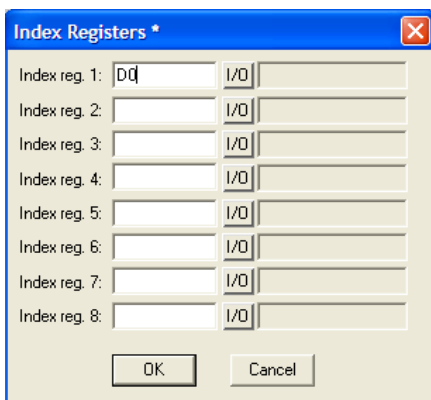 Index Registers *
Index reg. 1: D0 I/O
Index reg. 2: I/O
Index reg. 3: I/O
Index reg. 4: I/O
Index reg. 5: I/O
Index reg. 6: I/O
Index reg. 7: I/O
Index reg. 8: I/O
OK Cancel